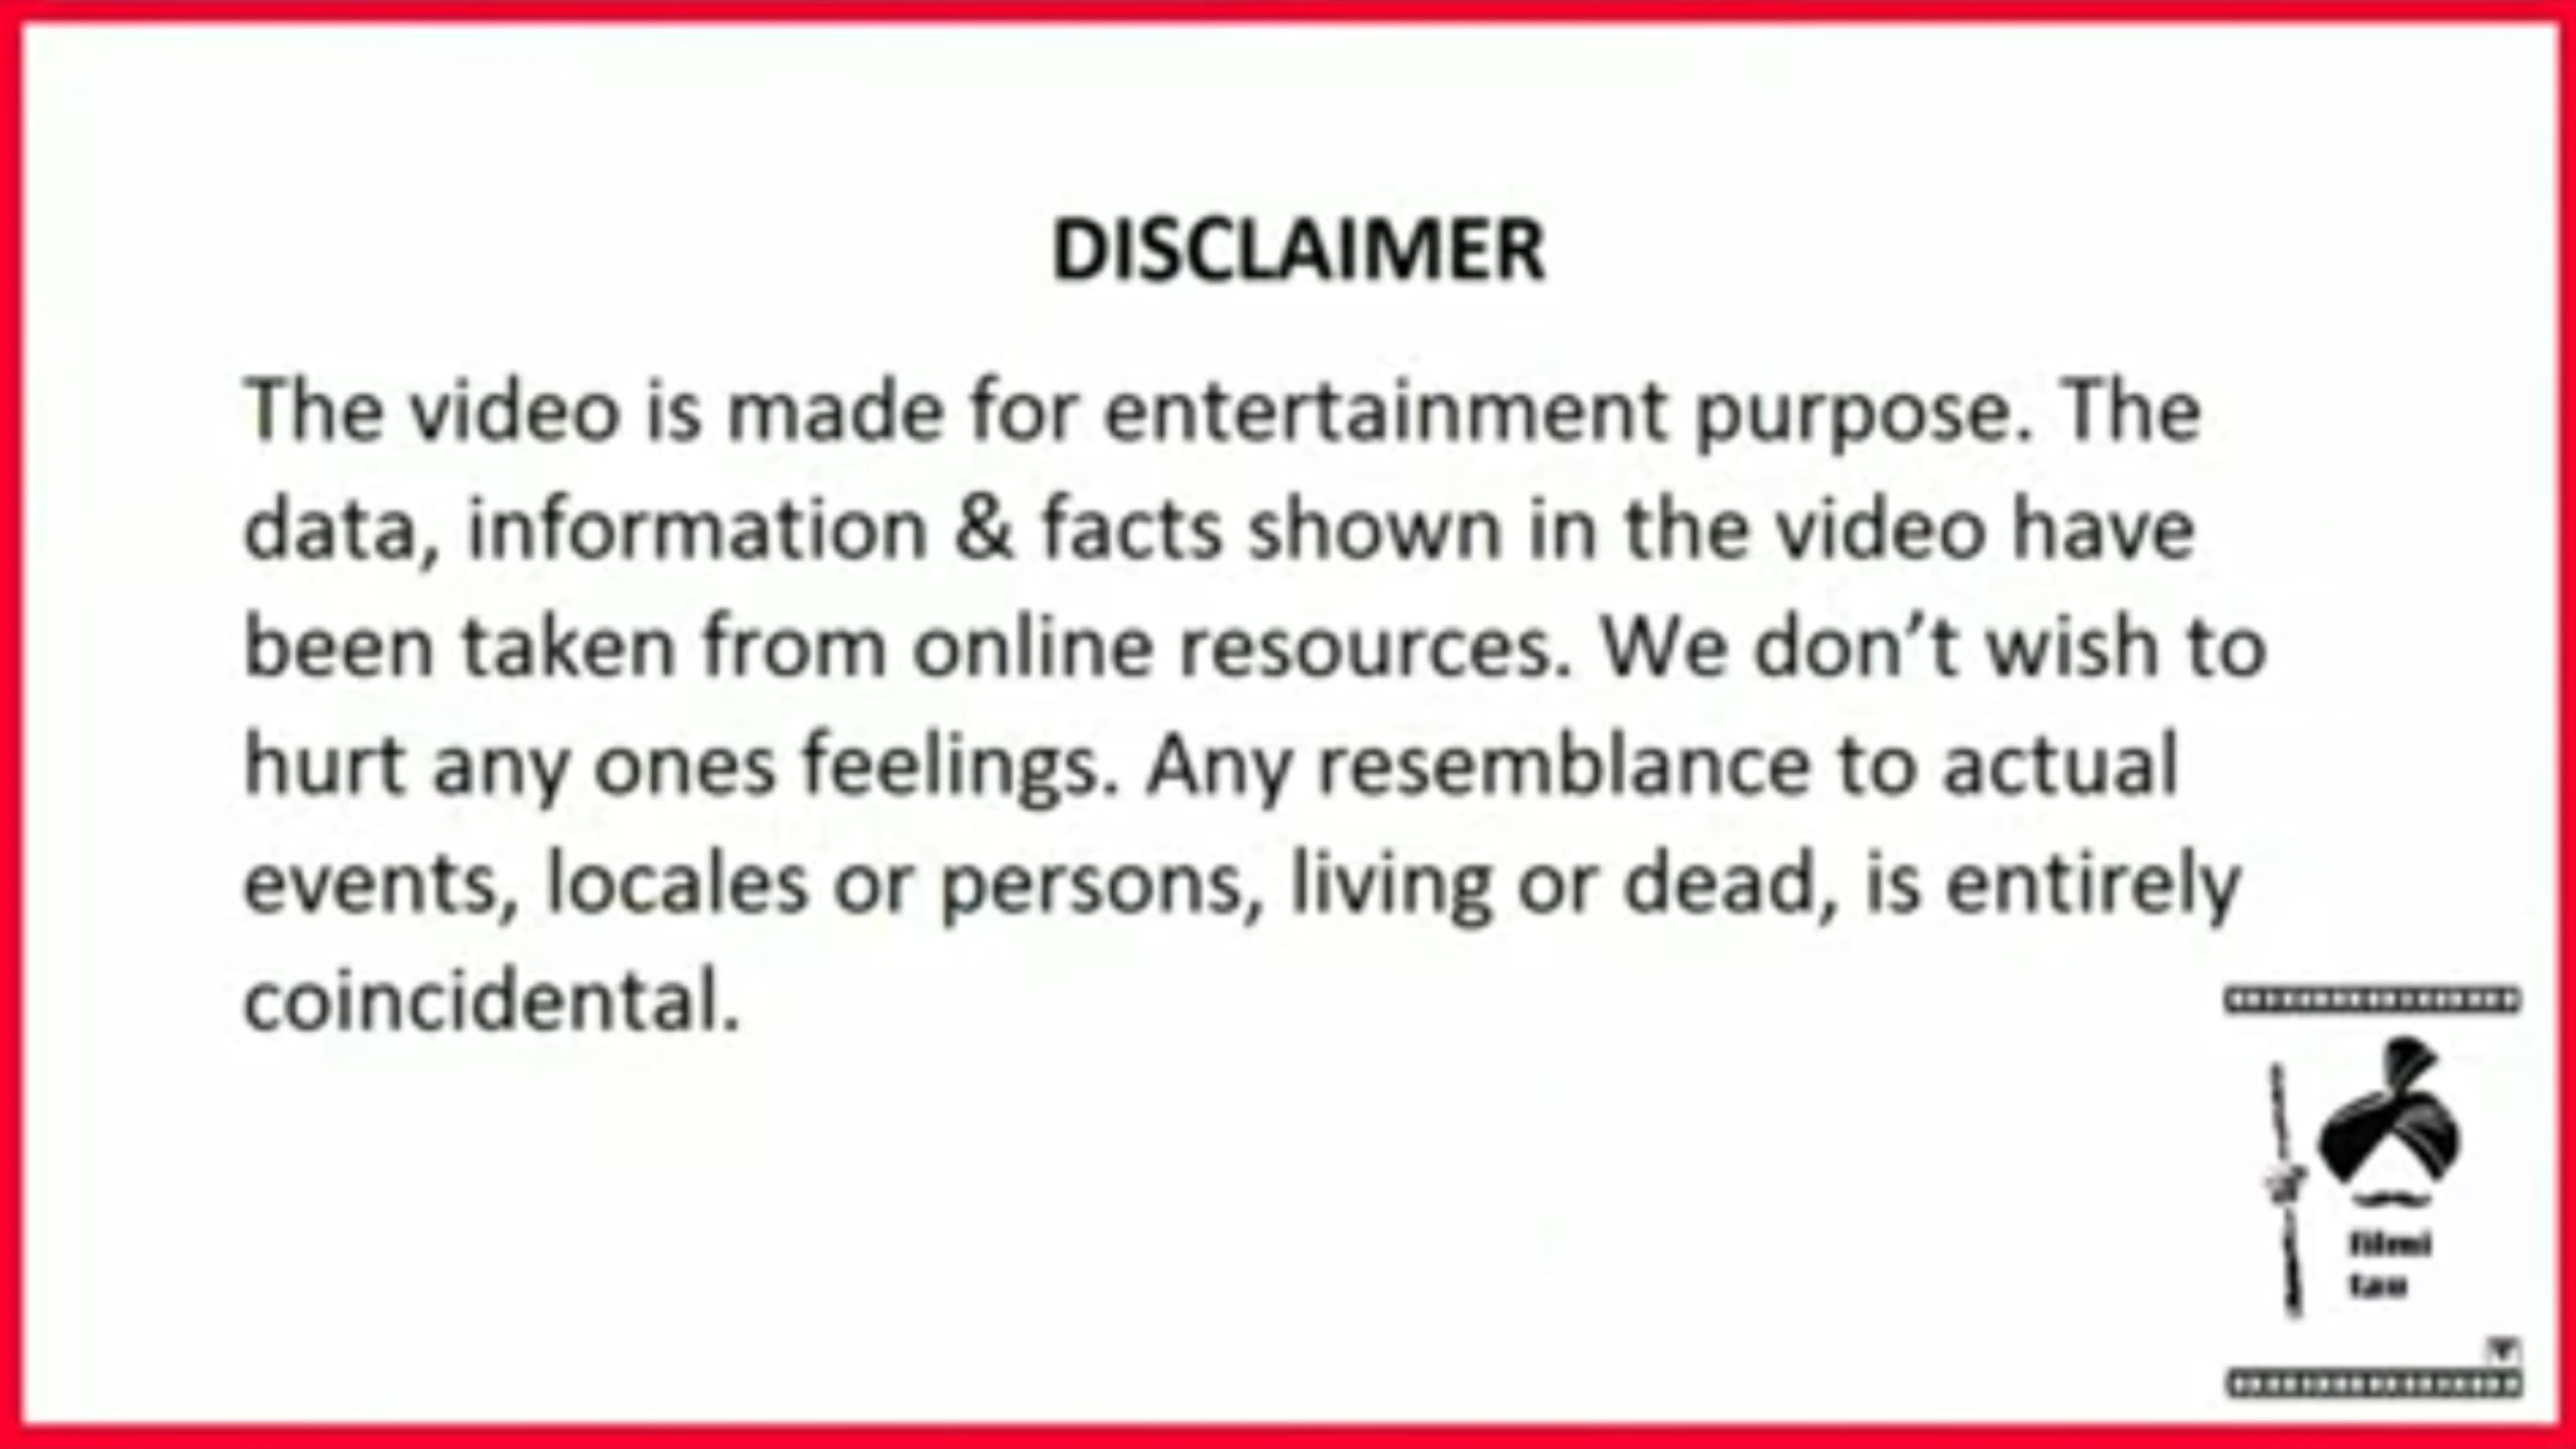 DISCLAIMER
The video is made for entertainment purpose. The
data, information & facts shown in the video have
been taken from online resources. We don’t wish to
hurt any ones feelings. Any resemblance to actual
events, locales or persons, living or dead, is entirely
coincidental.
filmi
tau